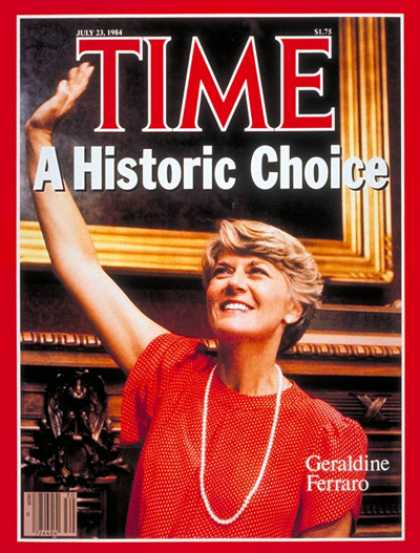 JULY 23, 1984
$1.75
TIME
A Historic Choice
Geraldine
Ferraro